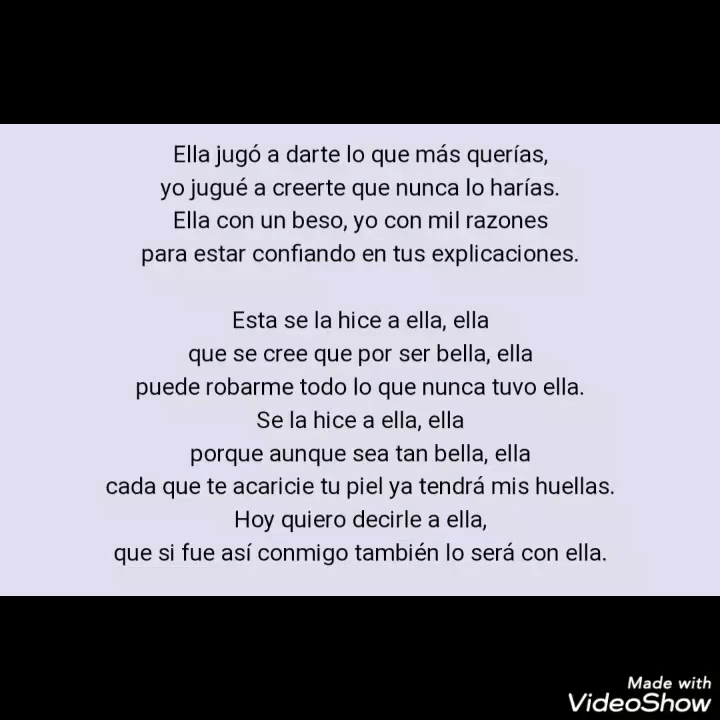 Ella jugó a darte lo que más querías,
yo jugué a creerte que nunca lo harías.
Ella con un beso, yo con mil razones
para estar confiando en tus explicaciones.
Esta se la hice a ella, ella
que se cree que por ser bella, ella
puede robarme todo lo que nunca tuvo ella.
Se la hice a ella, ella
porque aunque sea tan bella, ella
cada que te acaricie tu piel ya tendrá mis huellas.
Hoy quiero decirle a ella,
que si fue así conmigo también lo será con ella.
Made with
VideoShow